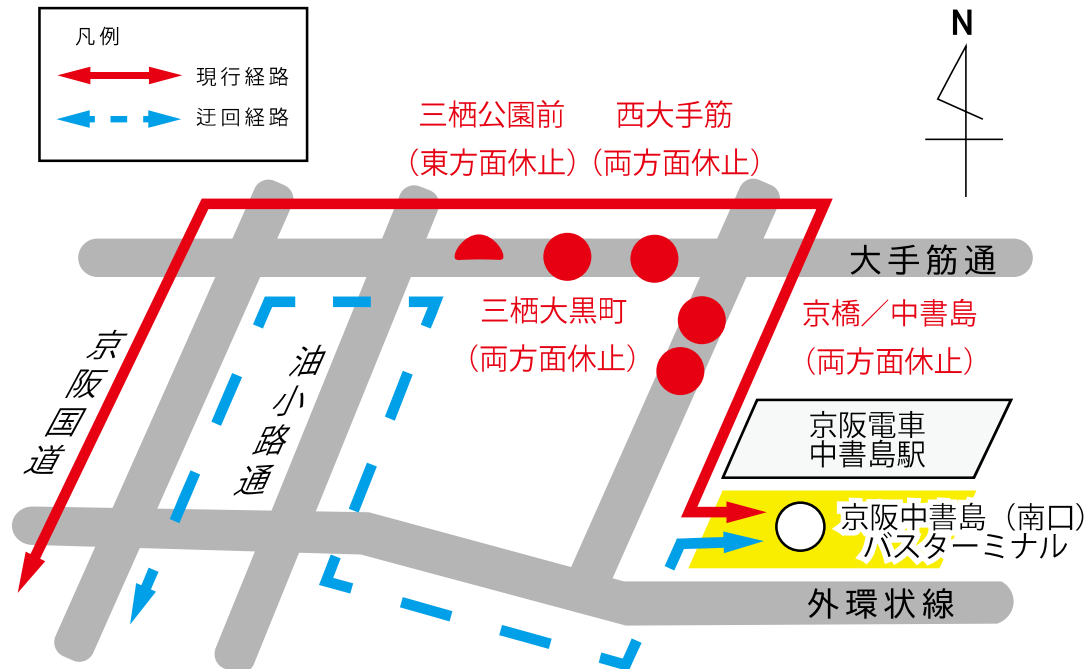 凡例
現行経路
迂回経路
N
三栖公園前
（東方面休止）
西大手筋
（両方面休止）
大手筋通
三栖大黒町
（両方面休止）
京橋／中書島
（両方面休止）
京阪国道
油小路通
京阪電車
中書島駅
京阪中書島（南口）
バスターミナル
外環状線